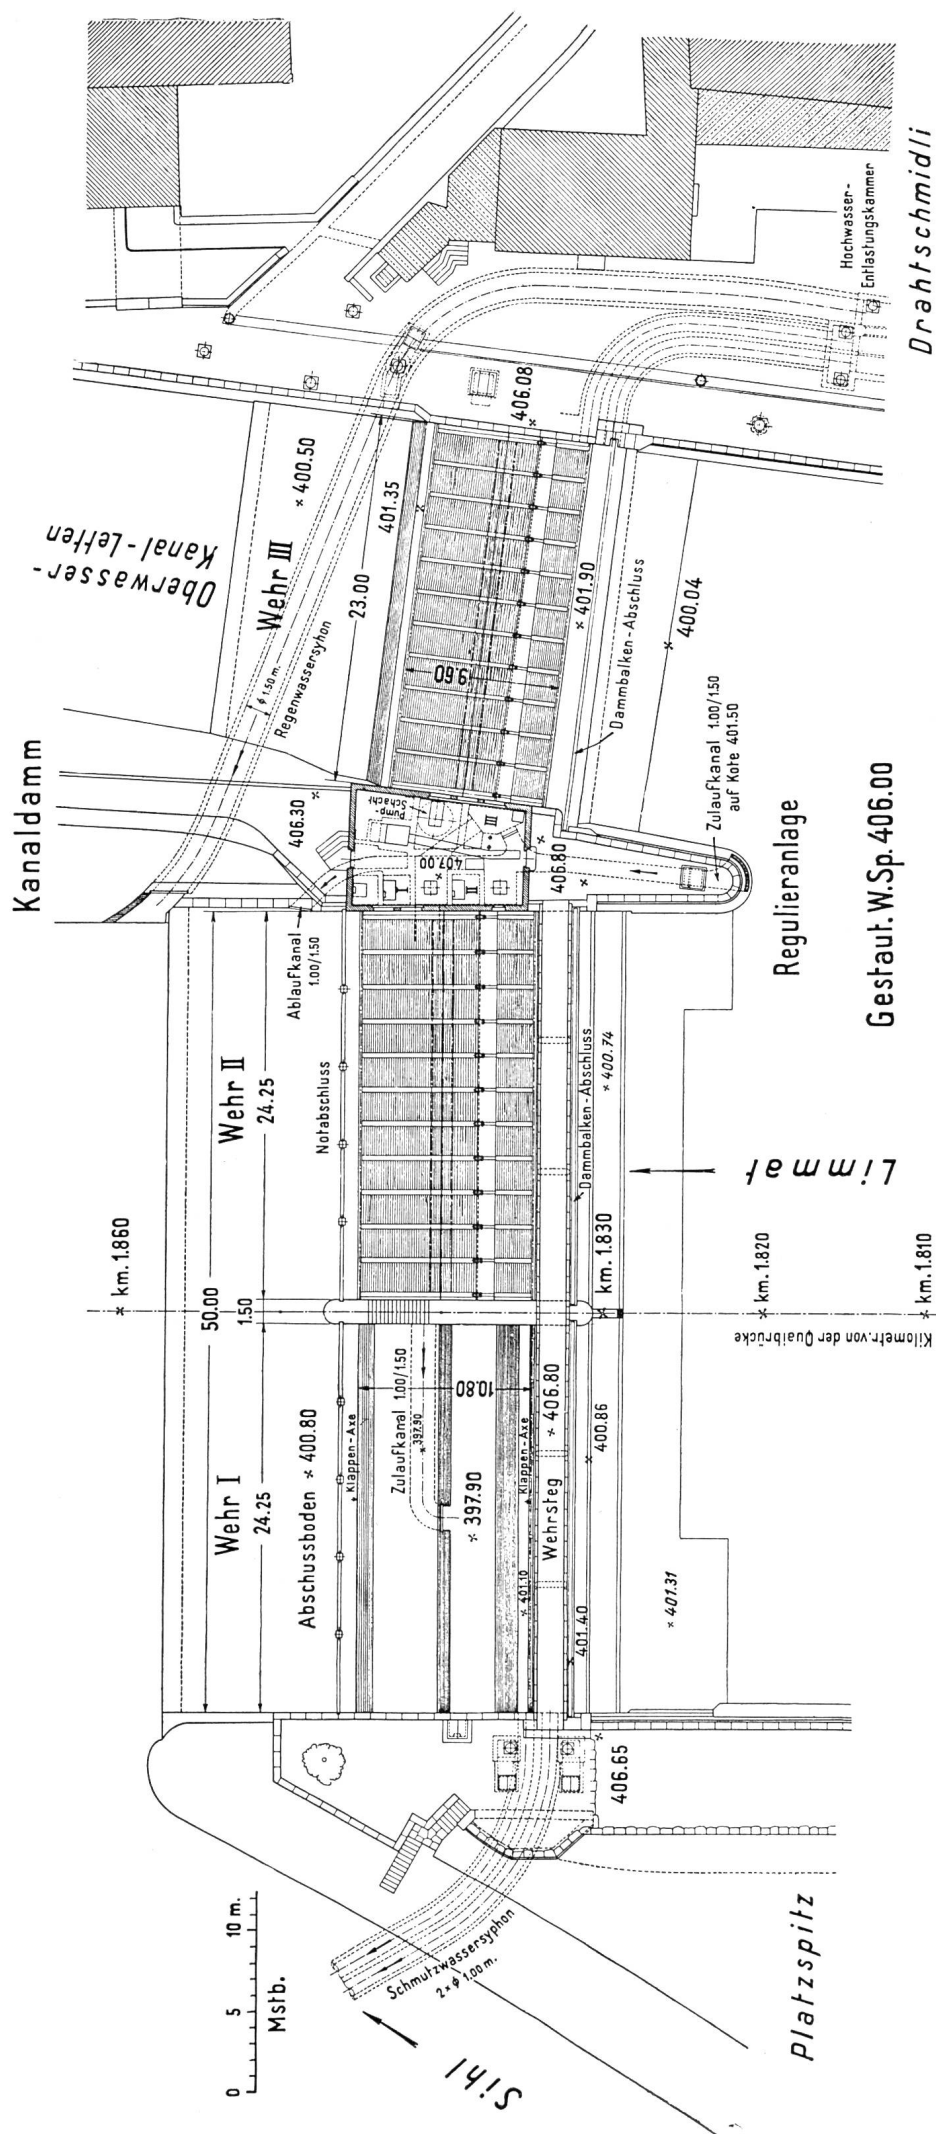 Drahtschmidli
Hochwasser-
Entlastungskammer
406.08
Oberwasser-
Kanal-Letten
× 400.50
Wehr III
401.35
23.00
9.60
× 401.90
Dammbalken-Abschluss
400.04
ϕ 1.50 m.
Regenwassersyphon
Kanaldamm
406.30
Pump-
Schacht
III
407.00
I
II
406.80
Zulaufkanal 1.00/1.50
auf Kote 401.50
Regulieranlage
Gestaut. W.Sp. 406.00
Ablaufkanal
1.00/1.50
Wehr II
24.25
Notabschluss
Dammbalken-Abschluss
× 400.74
Limmat
50.00
1.50
km. 1.860
km. 1.830
km. 1.820
km. 1.810
Kilometr. von der Quaibrücke
Wehr I
24.25
Abschussboden × 400.80
Klappen-Axe
Zulaufkanal 1.00/1.50
397.90
10.80
× 397.90
Klappen-Axe
× 401.10
Wehrsteg
× 406.80
400.86
401.40
× 401.31
406.65
Schmutzwassersyphon
2 × ϕ 1.00 m.
Platzspitz
Sihl
0 5 10 m.
Mstb.